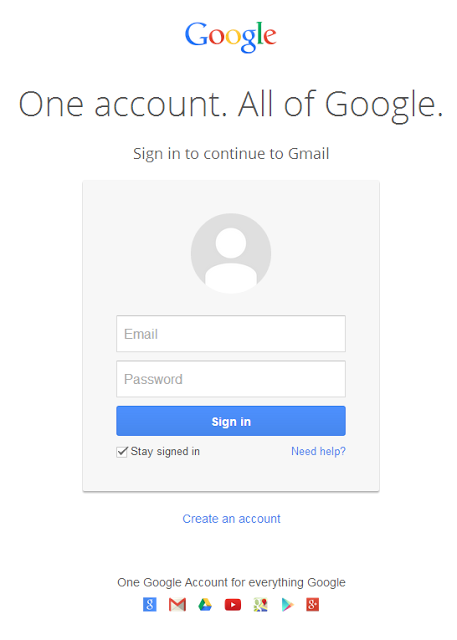 Google
One account. All of Google.
Sign in to continue to Gmail
Email
Password
Sign in
Stay signed in Need help?
Create an account
One Google Account for everything Google